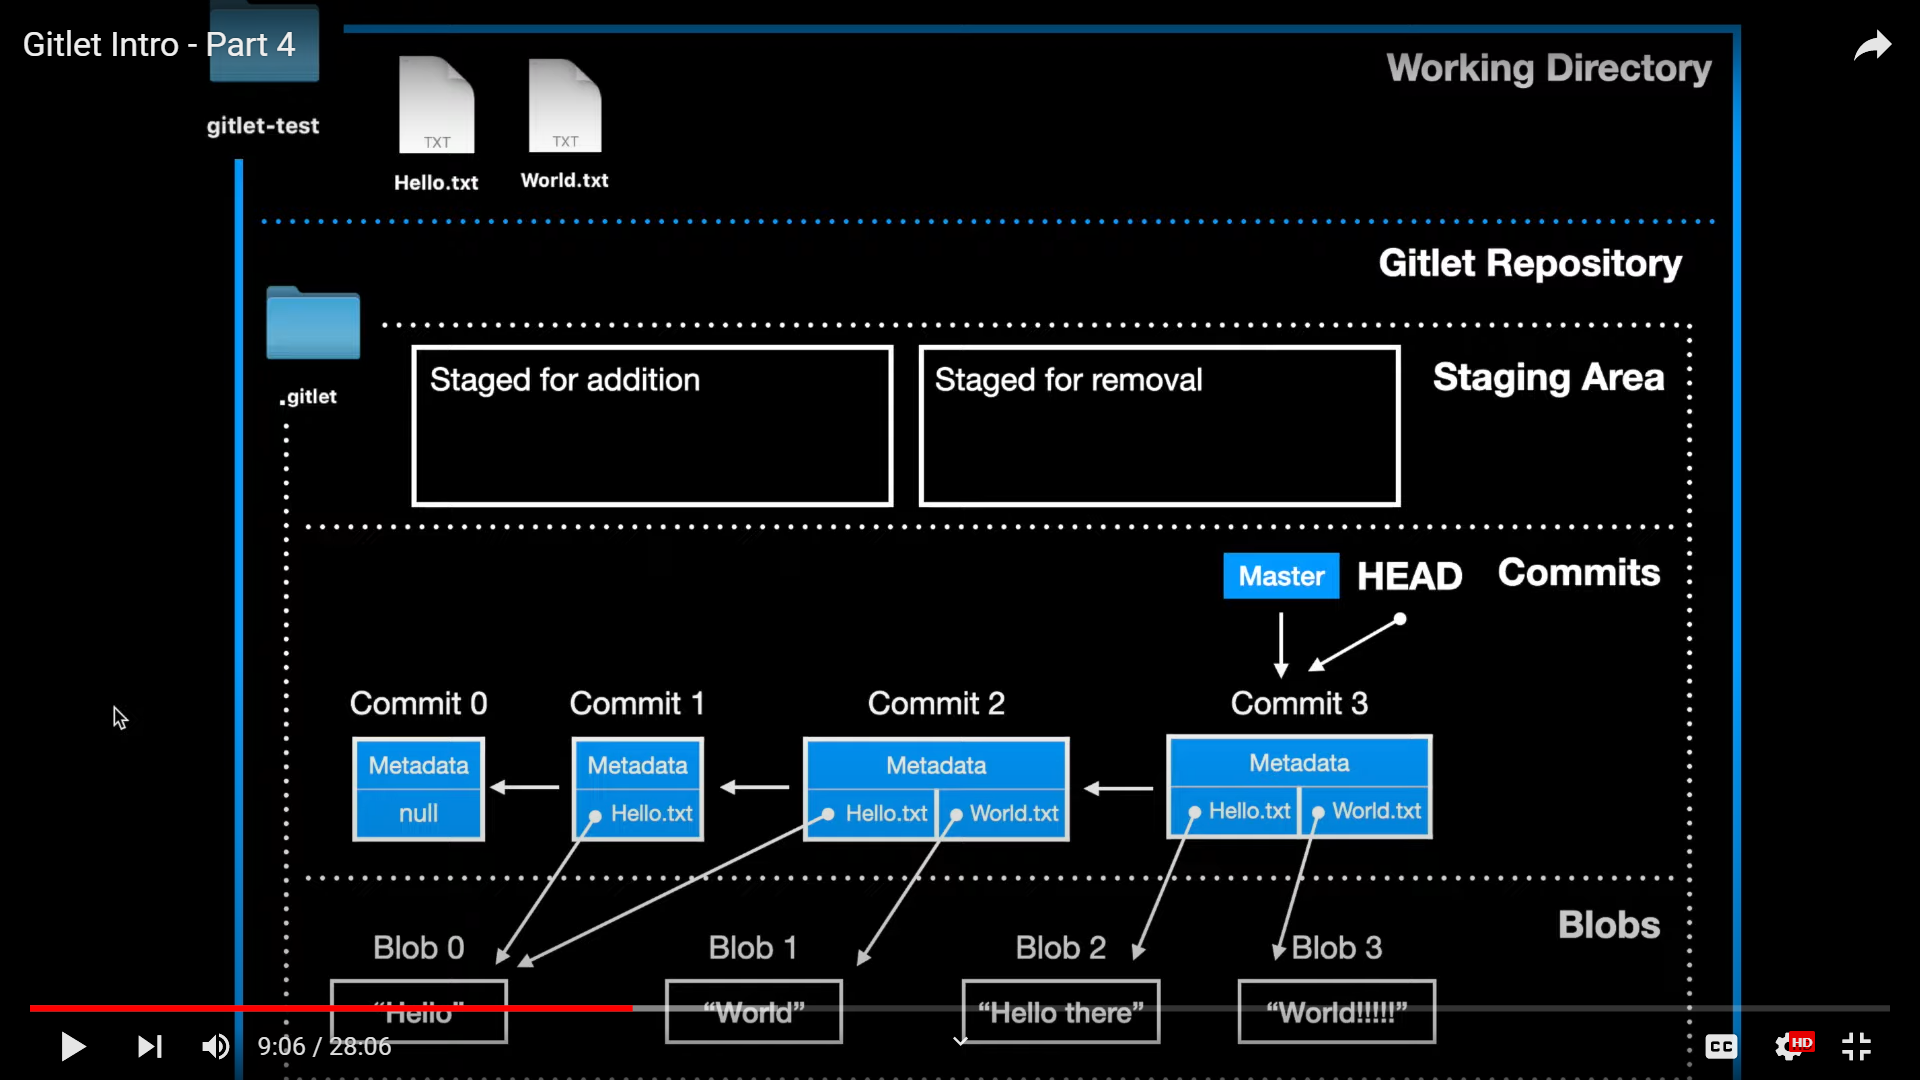 Gitlet Intro - Part 4
Working Directory
gitlet-test
TXT
TXT
Hello.txt
World.txt
Gitlet Repository
.gitlet
Staged for addition
Staged for removal
Staging Area
Master
HEAD
Commits
Commit 0
Commit 1
Commit 2
Commit 3
Metadata
Metadata
Metadata
Metadata
null
Hello.txt
Hello.txt
World.txt
Hello.txt
World.txt
Blobs
Blob 0
Blob 1
Blob 2
Blob 3
“Hello”
“World”
“Hello there”
“World!!!!!”
9:06 / 28:06
CC
HD